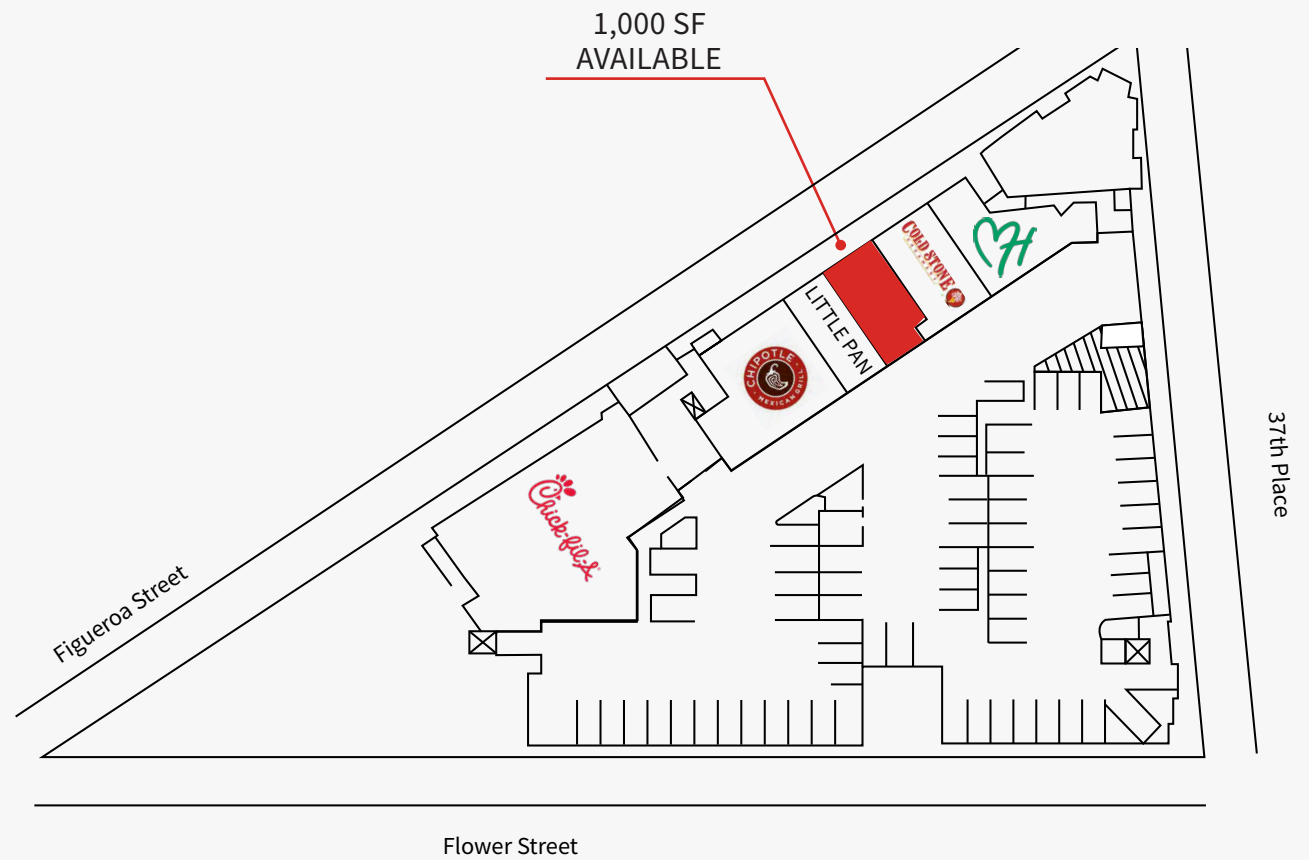 1,000 SF
AVAILABLE
COLD STONE
MH
LITTLE PAN
CHIPOTLE
MEXICAN GRILL
Chick-fil-A
37th Place
Figueroa Street
Flower Street